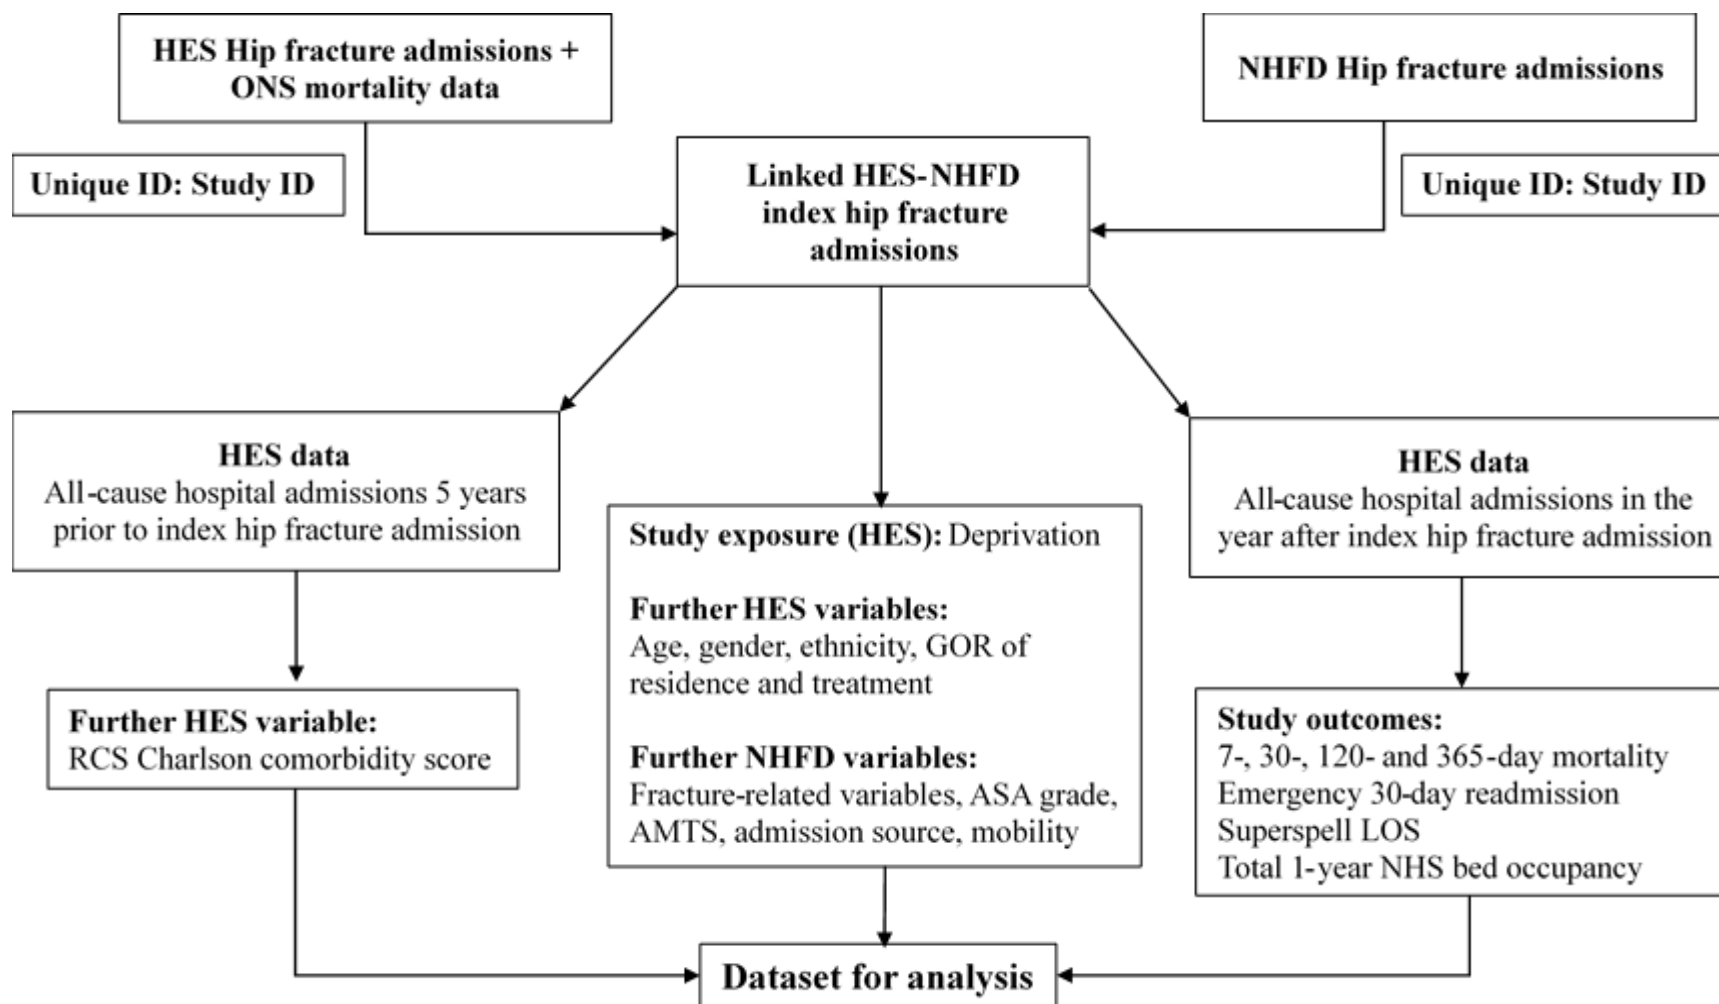 HES Hip fracture admissions +
ONS mortality data
NHFD Hip fracture admissions
Unique ID: Study ID
Linked HES-NHFD
index hip fracture
admissions
Unique ID: Study ID
HES data
All-cause hospital admissions 5 years
prior to index hip fracture admission
Study exposure (HES): Deprivation
Further HES variables:
Age, gender, ethnicity, GOR of
residence and treatment
Further NHFD variables:
Fracture-related variables, ASA grade,
AMTS, admission source, mobility
HES data
All-cause hospital admissions in the
year after index hip fracture admission
Further HES variable:
RCS Charlson comorbidity score
Study outcomes:
7-, 30-, 120- and 365-day mortality
Emergency 30-day readmission
Superspell LOS
Total 1-year NHS bed occupancy
Dataset for analysis